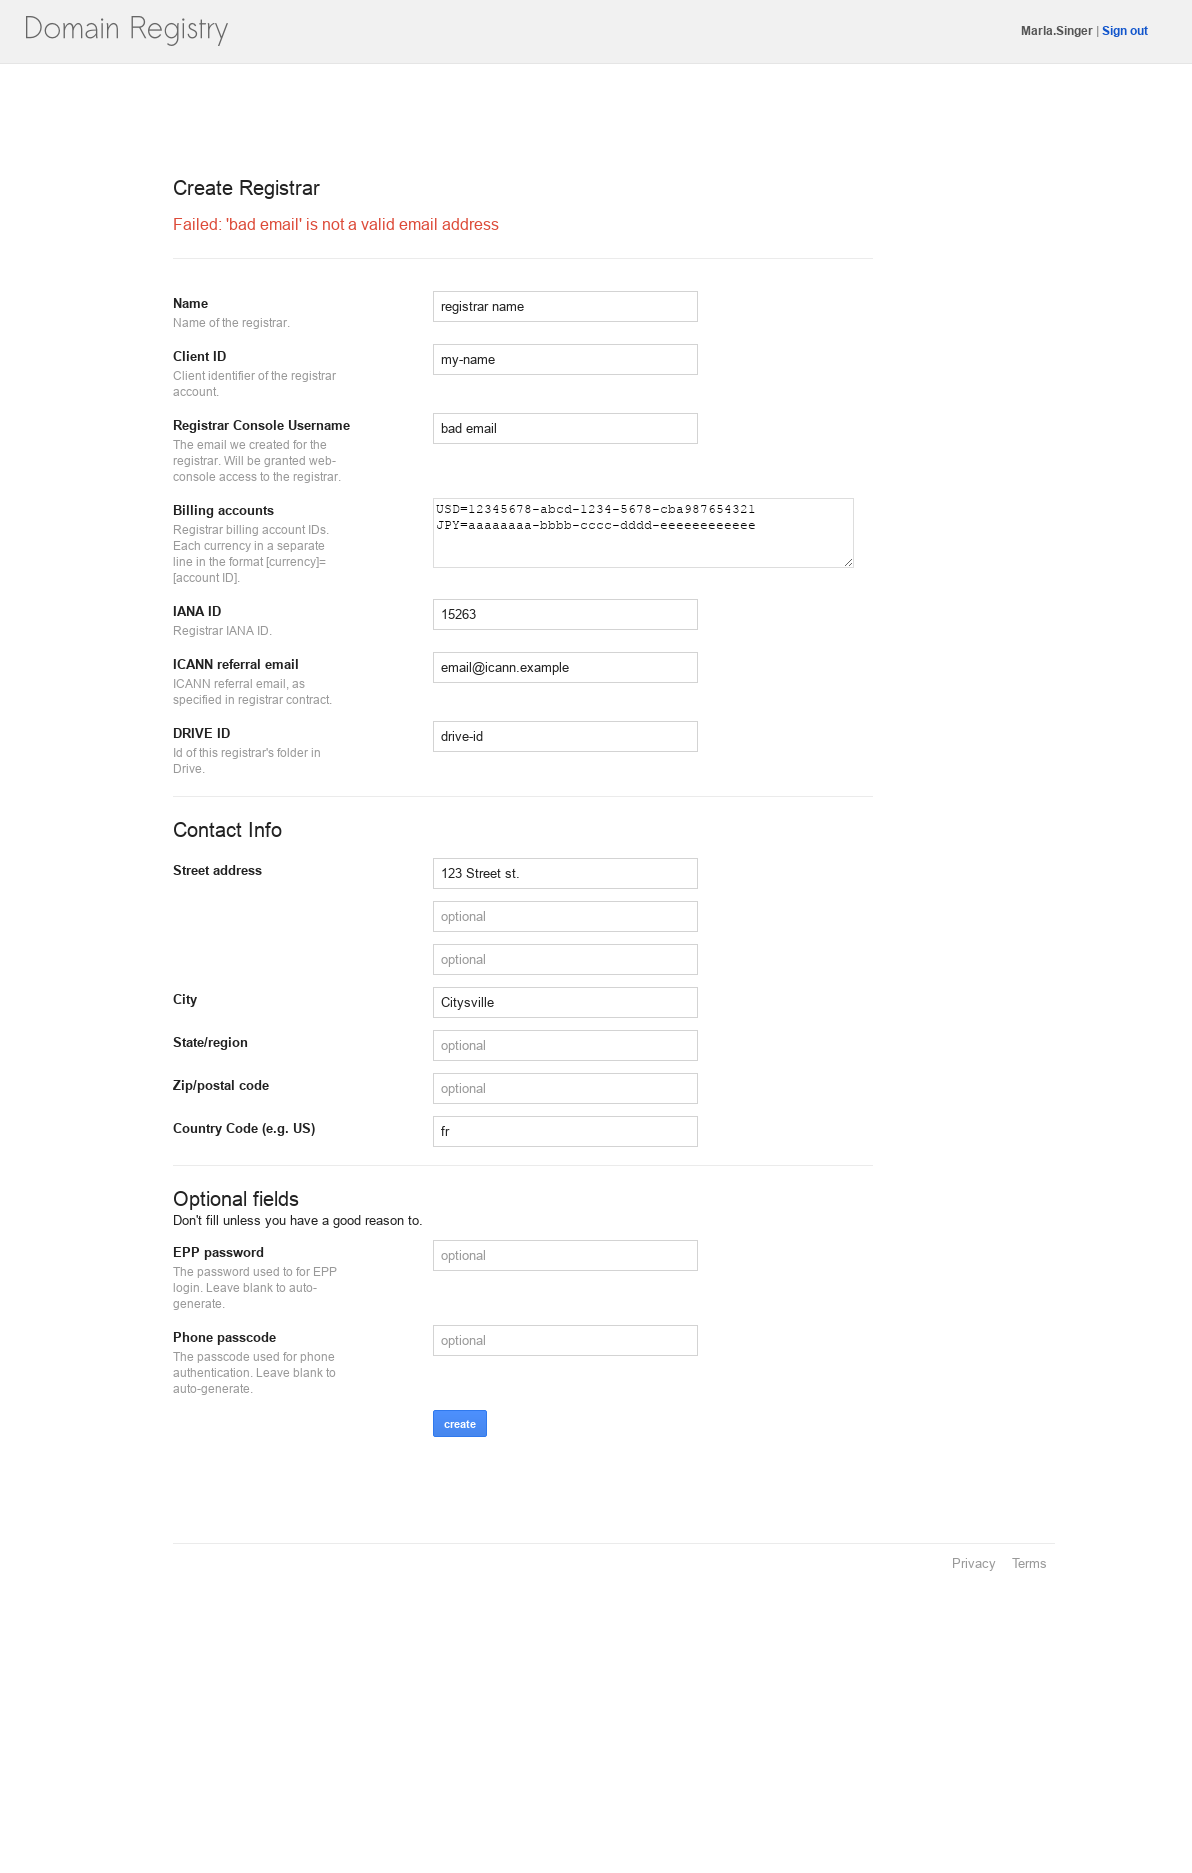 Domain Registry
Marla.Singer | Sign out
Create Registrar
Failed: 'bad email' is not a valid email address
Name
registrar name
Name of the registrar.
Client ID
my-name
Client identifier of the registrar
account.
Registrar Console Username
bad email
The email we created for the
registrar. Will be granted web-
console access to the registrar.
Billing accounts
USD=12345678-abcd-1234-5678-cba987654321
JPY=aaaaaaaa-bbbb-cccc-dddd-eeeeeeeeeeee
Registrar billing account IDs.
Each currency in a separate
line in the format [currency]=
[account ID].
IANA ID
15263
Registrar IANA ID.
ICANN referral email
email@icann.example
ICANN referral email, as
specified in registrar contract.
DRIVE ID
drive-id
Id of this registrar's folder in
Drive.
Contact Info
Street address
123 Street st.
optional
optional
City
Citysville
State/region
optional
Zip/postal code
optional
Country Code (e.g. US)
fr
Optional fields
Don't fill unless you have a good reason to.
EPP password
optional
The password used to for EPP
login. Leave blank to auto-
generate.
Phone passcode
optional
The passcode used for phone
authentication. Leave blank to
auto-generate.
create
Privacy Terms